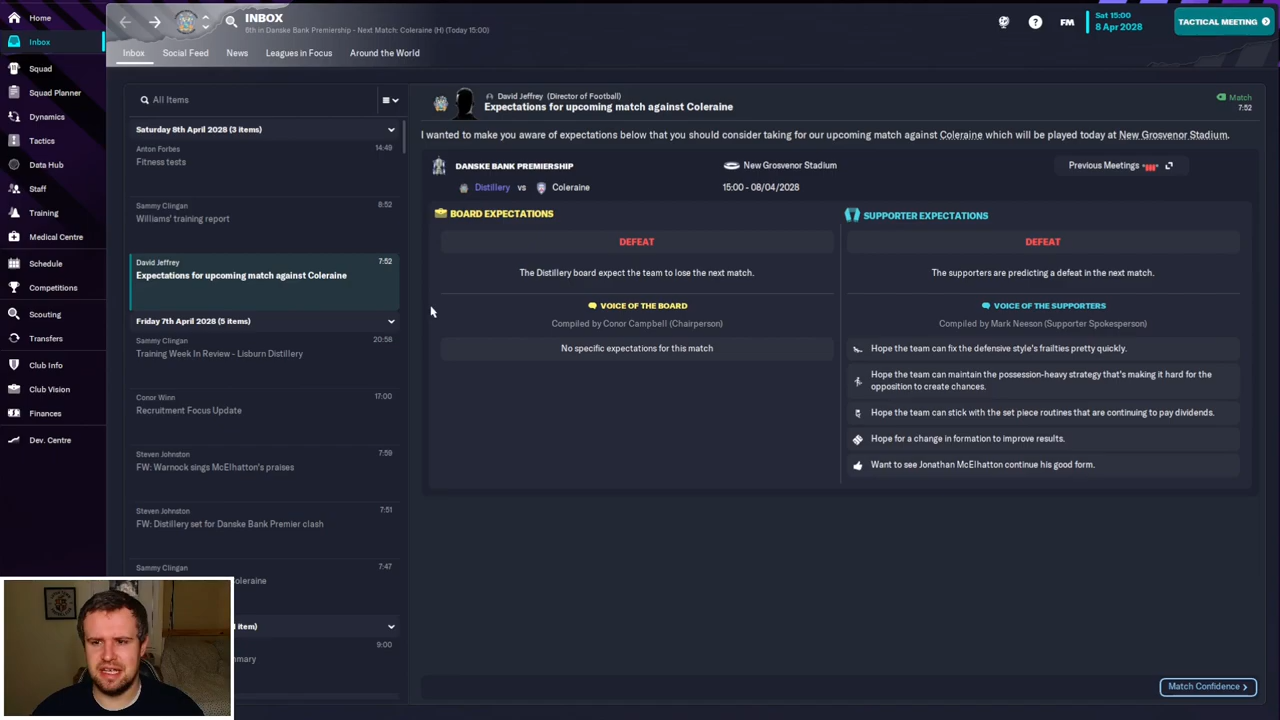 Home
Inbox
Squad
Squad Planner
Dynamics
Tactics
Data Hub
Staff
Training
Medical Centre
Schedule
Competitions
Scouting
Transfers
Club Info
Club Vision
Finances
Dev. Centre
INBOX
6th in Danske Bank Premiership - Next Match: Coleraine (H) (Today 15:00)
FM
Sat 15:00
8 Apr 2028
TACTICAL MEETING
Inbox Social Feed News Leagues in Focus Around the World
All Items
Saturday 8th April 2028 (3 items)
Anton Forbes 14:49
Fitness tests
Sammy Clingan 8:52
Williams' training report
David Jeffrey 7:52
Expectations for upcoming match against Coleraine
Friday 7th April 2028 (5 items)
Sammy Clingan 20:58
Training Week In Review - Lisburn Distillery
Conor Winn 17:00
Recruitment Focus Update
Steven Johnston 7:59
FW: Warnock sings McElhatton's praises
Steven Johnston 7:51
FW: Distillery set for Danske Bank Premier clash
Sammy Clingan 7:47
oleraine
item)
9:00
mmary
David Jeffrey (Director of Football)
Expectations for upcoming match against Coleraine
Match
7:52
I wanted to make you aware of expectations below that you should consider taking for our upcoming match against Coleraine which will be played today at New Grosvenor Stadium.
DANSKE BANK PREMIERSHIP
New Grosvenor Stadium
Previous Meetings
Distillery vs Coleraine
15:00 - 08/04/2028
BOARD EXPECTATIONS
DEFEAT
The Distillery board expect the team to lose the next match.
VOICE OF THE BOARD
Compiled by Conor Campbell (Chairperson)
No specific expectations for this match
SUPPORTER EXPECTATIONS
DEFEAT
The supporters are predicting a defeat in the next match.
VOICE OF THE SUPPORTERS
Compiled by Mark Neeson (Supporter Spokesperson)
Hope the team can fix the defensive style's frailties pretty quickly.
Hope the team can maintain the possession-heavy strategy that's making it hard for the
opposition to create chances.
Hope the team can stick with the set piece routines that are continuing to pay dividends.
Hope for a change in formation to improve results.
Want to see Jonathan McElhatton continue his good form.
Match Confidence